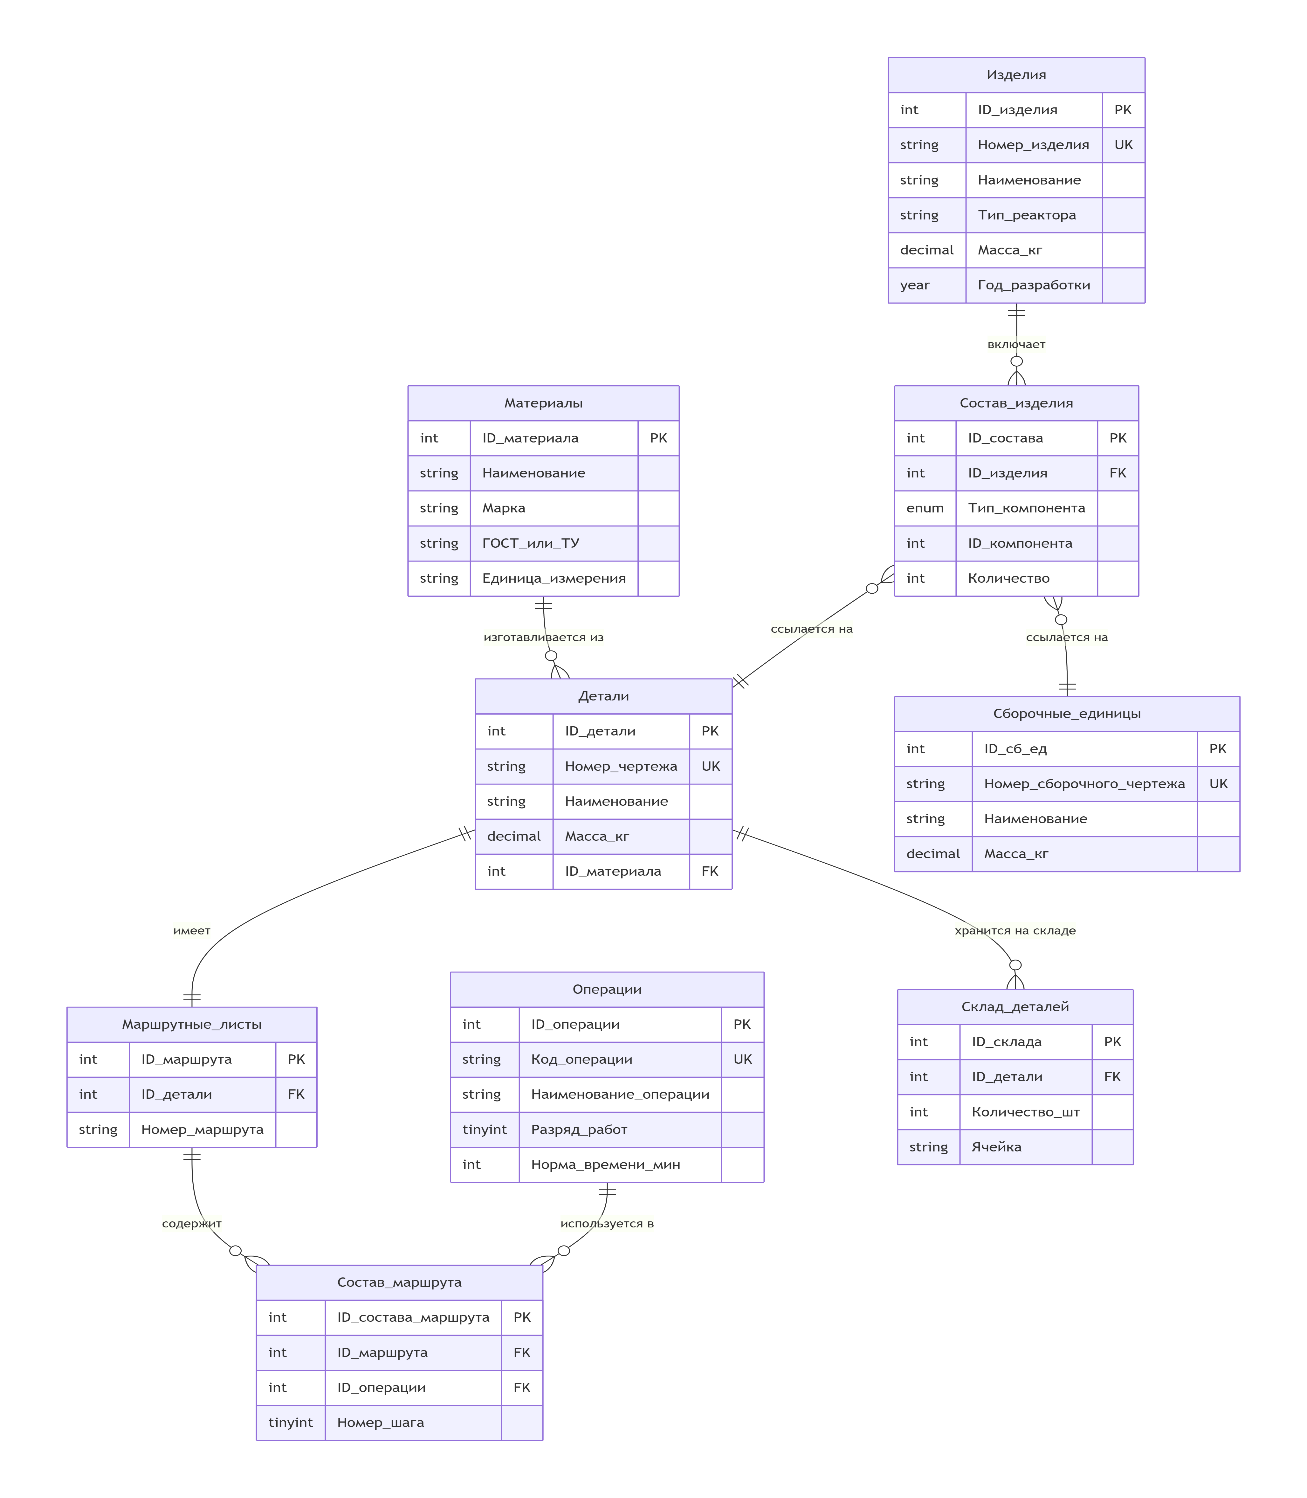 Изделия
int ID_изделия PK
string Номер_изделия UK
string Наименование
string Тип_реактора
decimal Масса_кг
year Год_разработки
включает
Материалы
int ID_материала PK
string Наименование
string Марка
string ГОСТ_или_ТУ
string Единица_измерения
Состав_изделия
int ID_состава PK
int ID_изделия FK
enum Тип_компонента
int ID_компонента
int Количество
изготавливается из
ссылается на
ссылается на
Детали
int ID_детали PK
string Номер_чертежа UK
string Наименование
decimal Масса_кг
int ID_материала FK
Сборочные_единицы
int ID_сб_ед PK
string Номер_сборочного_чертежа UK
string Наименование
decimal Масса_кг
имеет
хранится на складе
Маршрутные_листы
int ID_маршрута PK
int ID_детали FK
string Номер_маршрута
Операции
int ID_операции PK
string Код_операции UK
string Наименование_операции
tinyint Разряд_работ
int Норма_времени_мин
Склад_деталей
int ID_склада PK
int ID_детали FK
int Количество_шт
string Ячейка
содержит
используется в
Состав_маршрута
int ID_состава_маршрута PK
int ID_маршрута FK
int ID_операции FK
tinyint Номер_шага